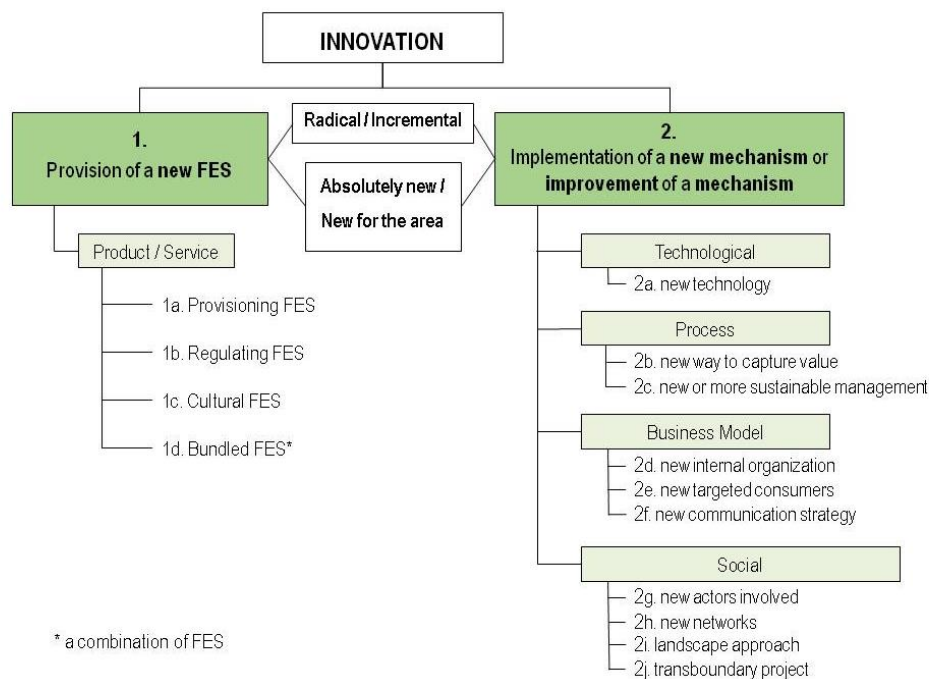 INNOVATION
1.
Provision of a new FES
Radical / Incremental
Absolutely new /
New for the area
2.
Implementation of a new mechanism or
improvement of a mechanism
Product / Service
1a. Provisioning FES
1b. Regulating FES
1c. Cultural FES
1d. Bundled FES*
Technological
2a. new technology
Process
2b. new way to capture value
2c. new or more sustainable management
Business Model
2d. new internal organization
2e. new targeted consumers
2f. new communication strategy
Social
2g. new actors involved
2h. new networks
2i. landscape approach
2j. transboundary project
* a combination of FES